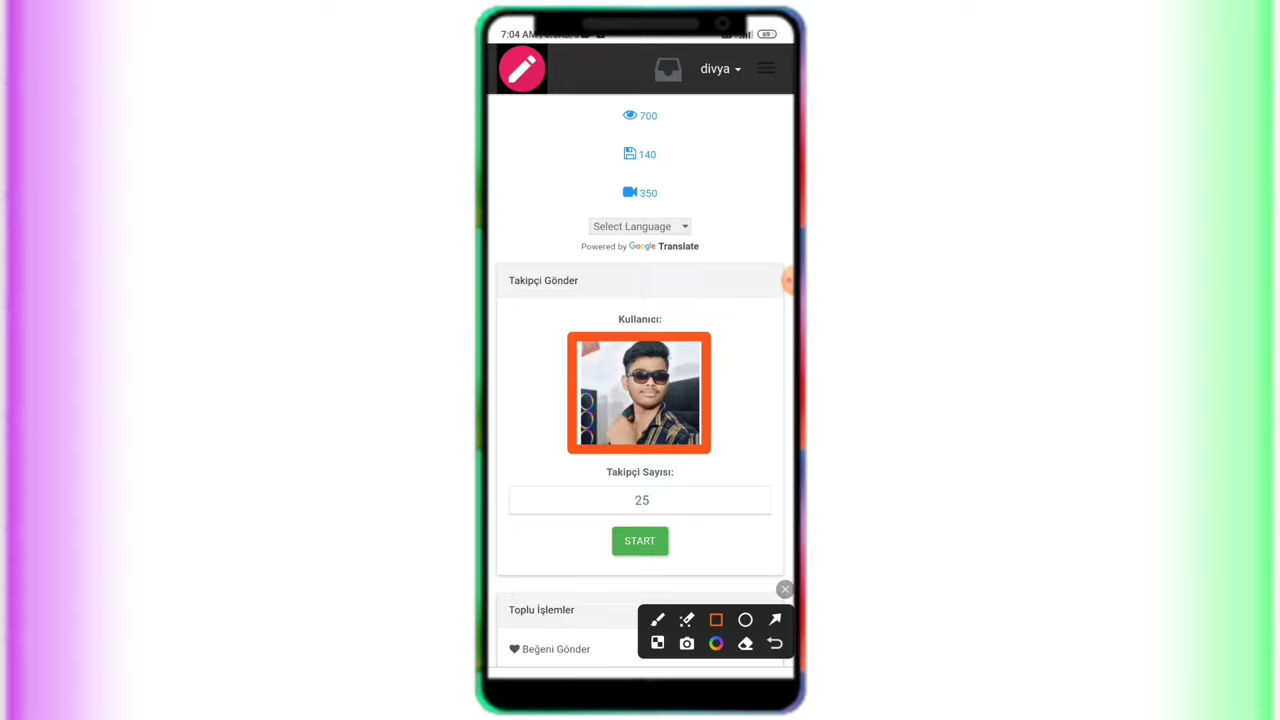 7:04 AM
69
divya
700
140
350
Select Language
Powered by Google Translate
Takipçi Gönder
Kullanıcı:
Takipçi Sayısı:
25
START
Toplu İşlemler
Beğeni Gönder